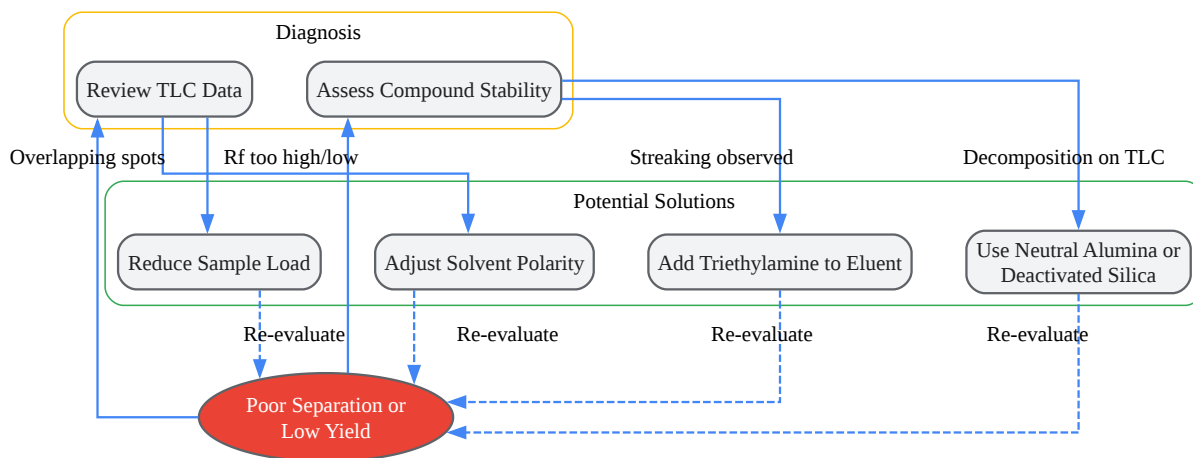 Diagnosis
Review TLC Data
Assess Compound Stability
Overlapping spots
Rf too high/low
Streaking observed
Decomposition on TLC
Potential Solutions
Reduce Sample Load
Adjust Solvent Polarity
Add Triethylamine to Eluent
Use Neutral Alumina or
Deactivated Silica
Re-evaluate
Re-evaluate
Re-evaluate
Re-evaluate
Poor Separation or
Low Yield